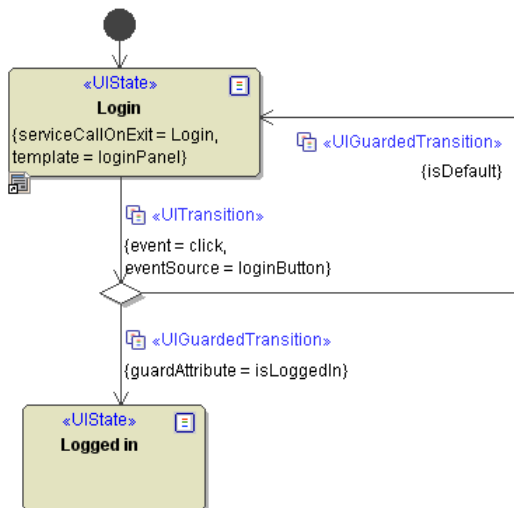 «UIState»
Login
{serviceCallOnExit = Login,
template = loginPanel}
«UIGuardedTransition»
{isDefault}
«UITransition»
{event = click,
eventSource = loginButton}
«UIGuardedTransition»
{guardAttribute = isLoggedIn}
«UIState»
Logged in